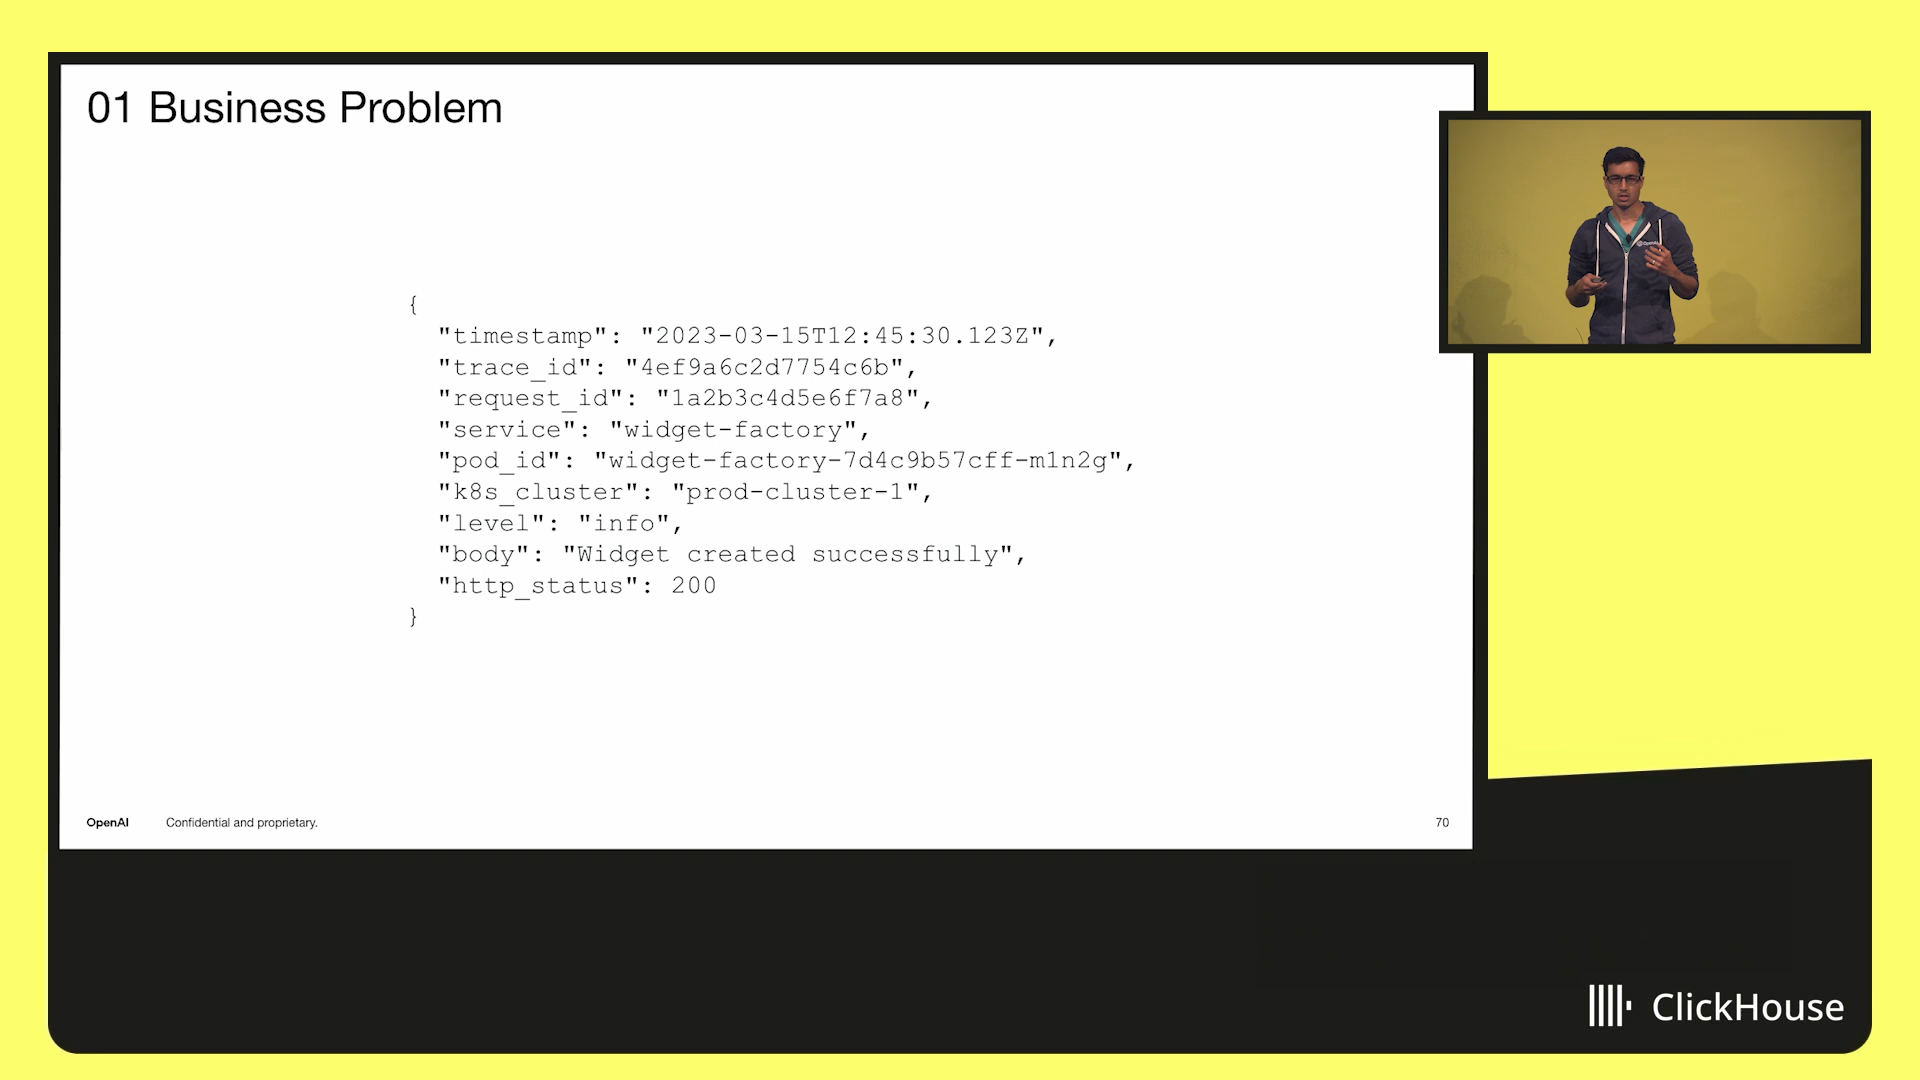 01 Business Problem
{
"timestamp": "2023-03-15T12:45:30.123Z",
"trace_id": "4ef9a6c2d7754c6b",
"request_id": "1a2b3c4d5e6f7a8",
"service": "widget-factory",
"pod_id": "widget-factory-7d4c9b57cff-m1n2g",
"k8s_cluster": "prod-cluster-1",
"level": "info",
"body": "Widget created successfully",
"http_status": 200
}
OpenAI Confidential and proprietary. 70
OpenAI
ClickHouse